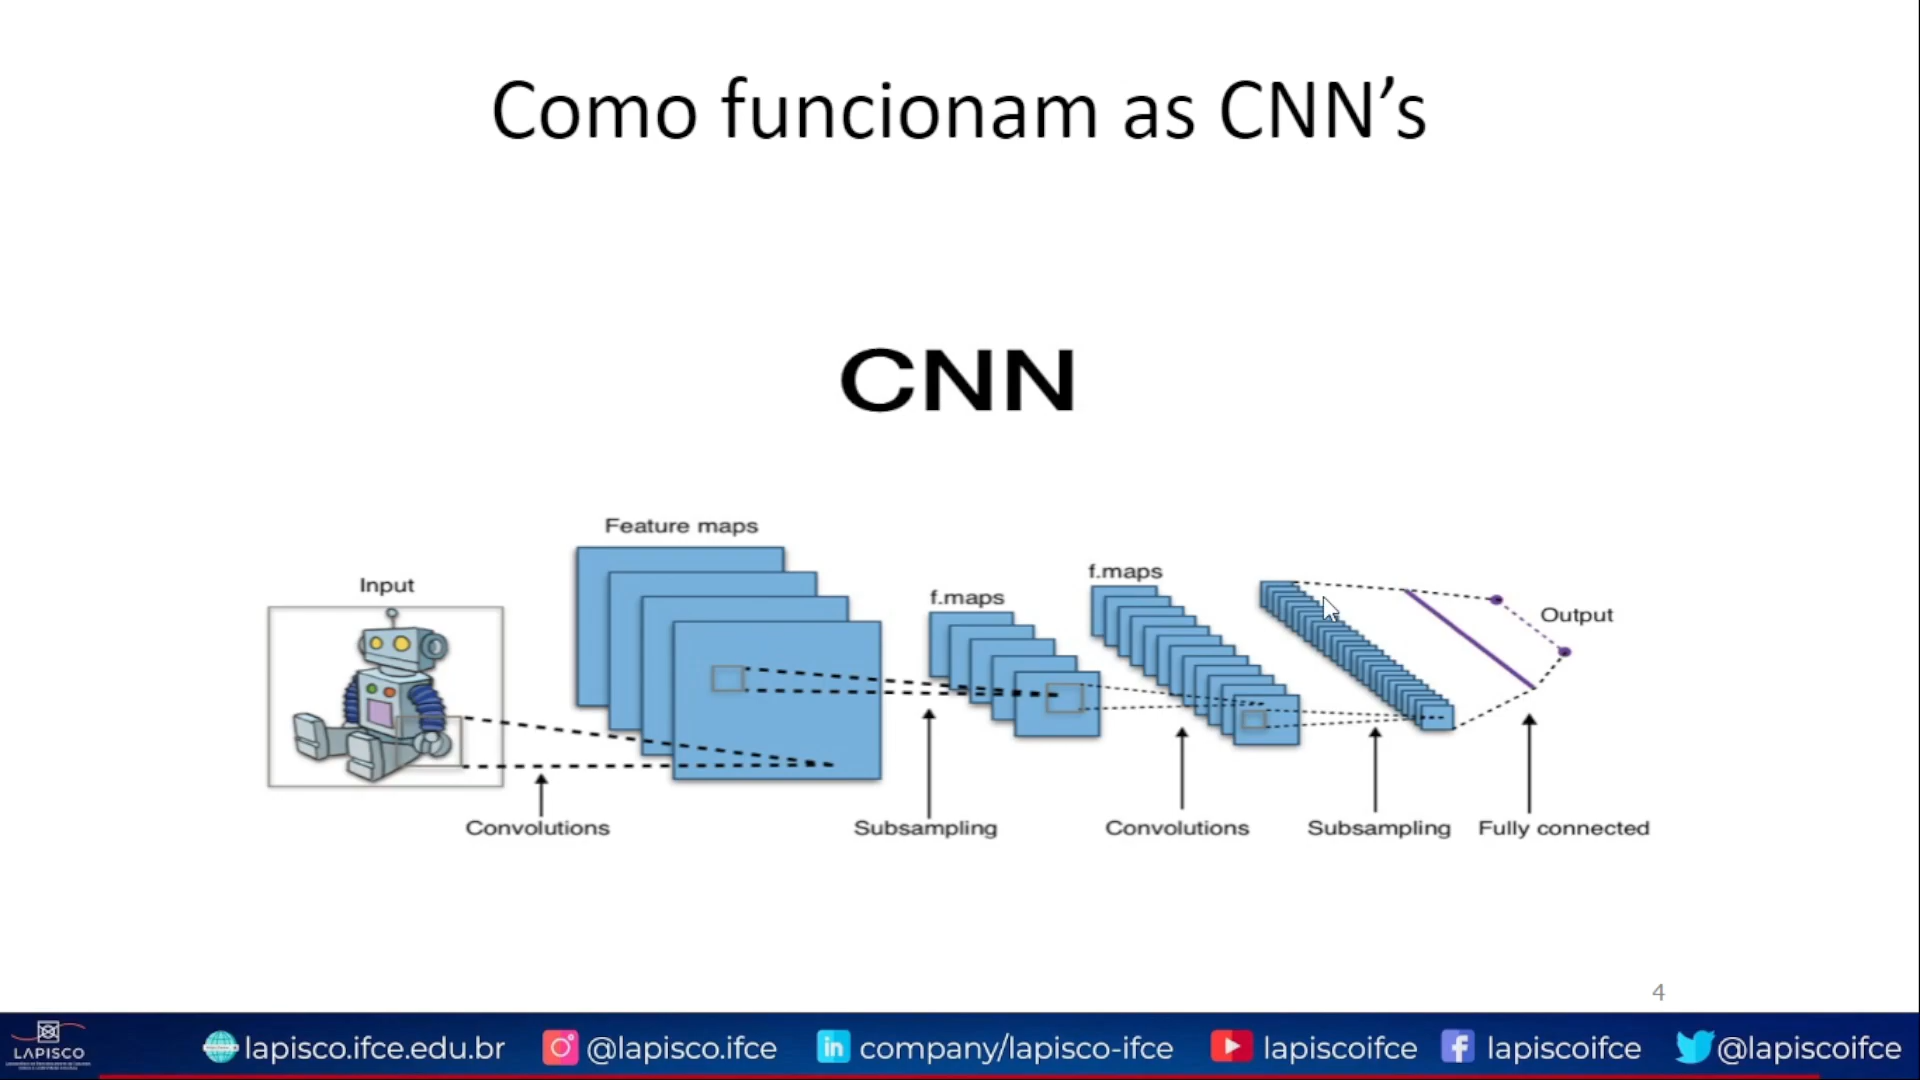 Como funcionam as CNN’s
CNN
Feature maps
Input
f.maps
f.maps
Output
Convolutions
Subsampling
Convolutions
Subsampling
Fully connected
4
LAPISCO
lapisco.ifce.edu.br
@lapisco.ifce
company/lapisco-ifce
lapiscoifce
lapiscoifce
@lapiscoifce